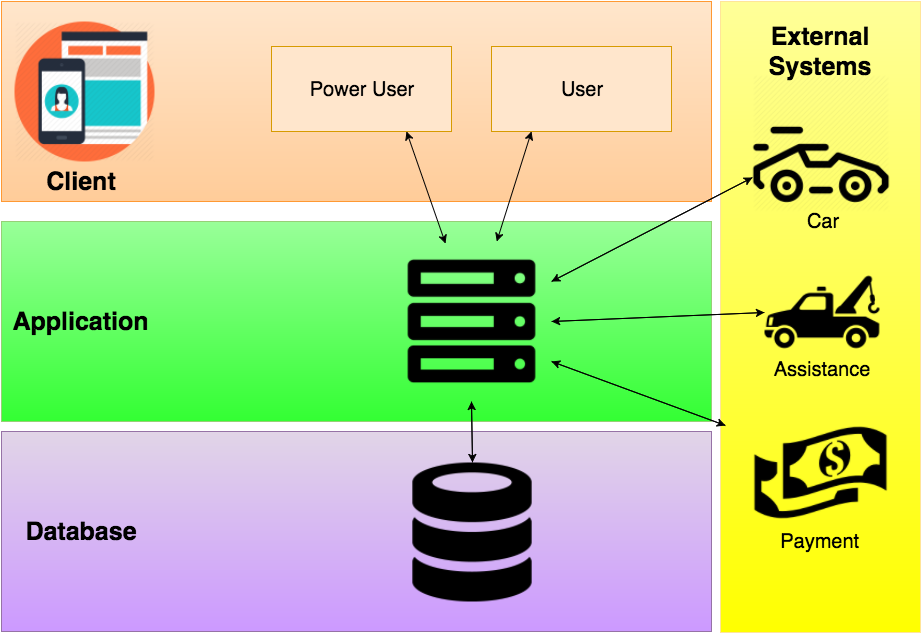 External
Systems
Power User
User
Client
Car
Application
Assistance
Database
Payment